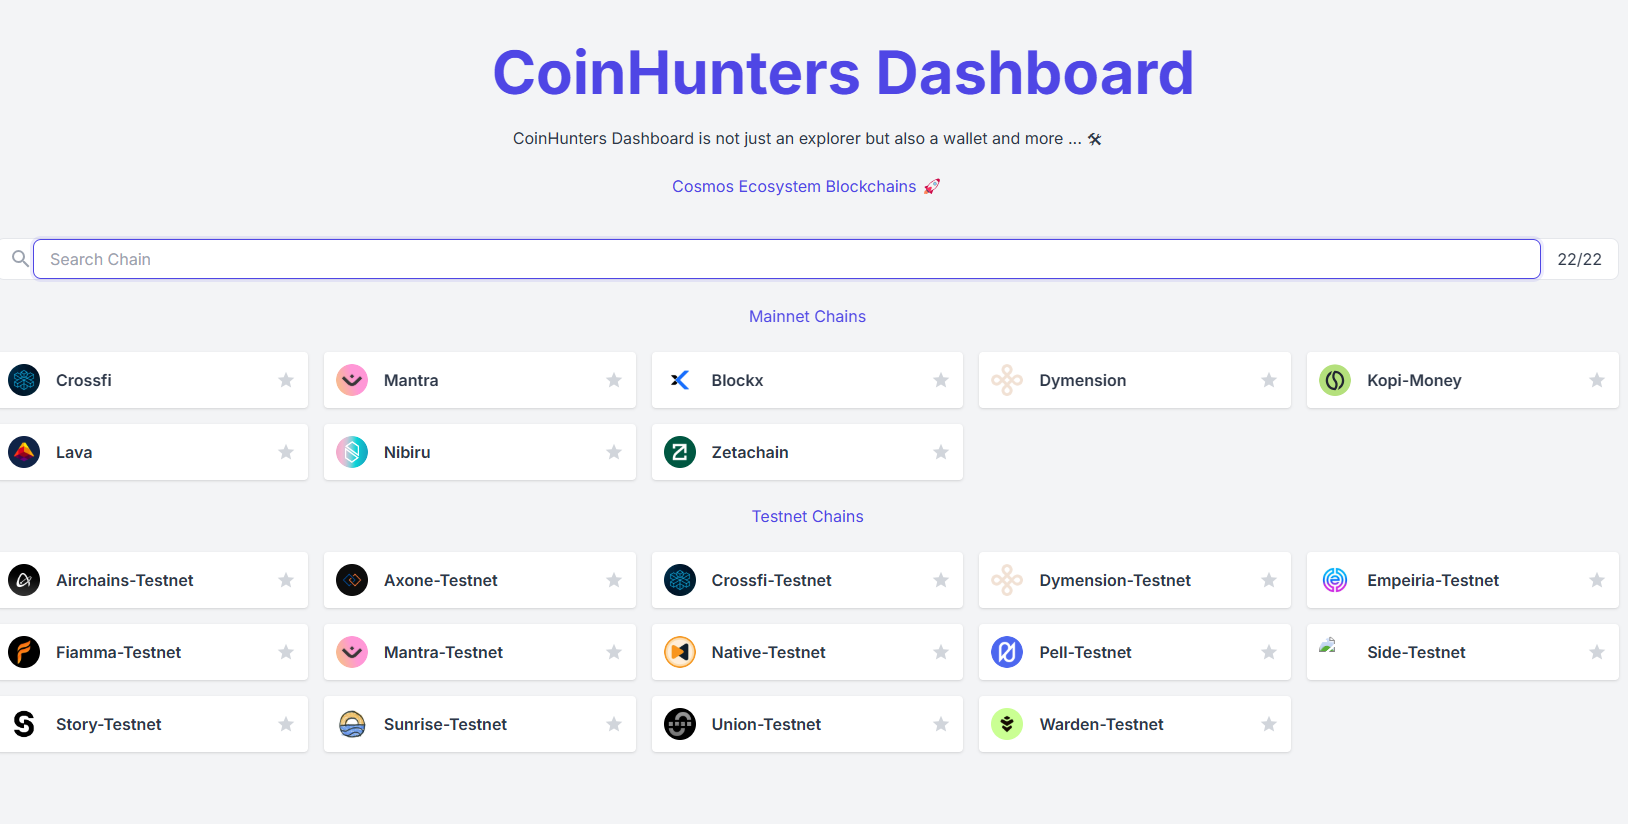 CoinHunters Dashboard
CoinHunters Dashboard is not just an explorer but also a wallet and more ... 🛠
Cosmos Ecosystem Blockchains 🚀
Search Chain 22/22
Mainnet Chains
Crossfi Mantra Blockx Dymension Kopi-Money
Lava Nibiru Zetachain
Testnet Chains
Airchains-Testnet Axone-Testnet Crossfi-Testnet Dymension-Testnet Empeiria-Testnet
Fiamma-Testnet Mantra-Testnet Native-Testnet Pell-Testnet Side-Testnet
Story-Testnet Sunrise-Testnet Union-Testnet Warden-Testnet